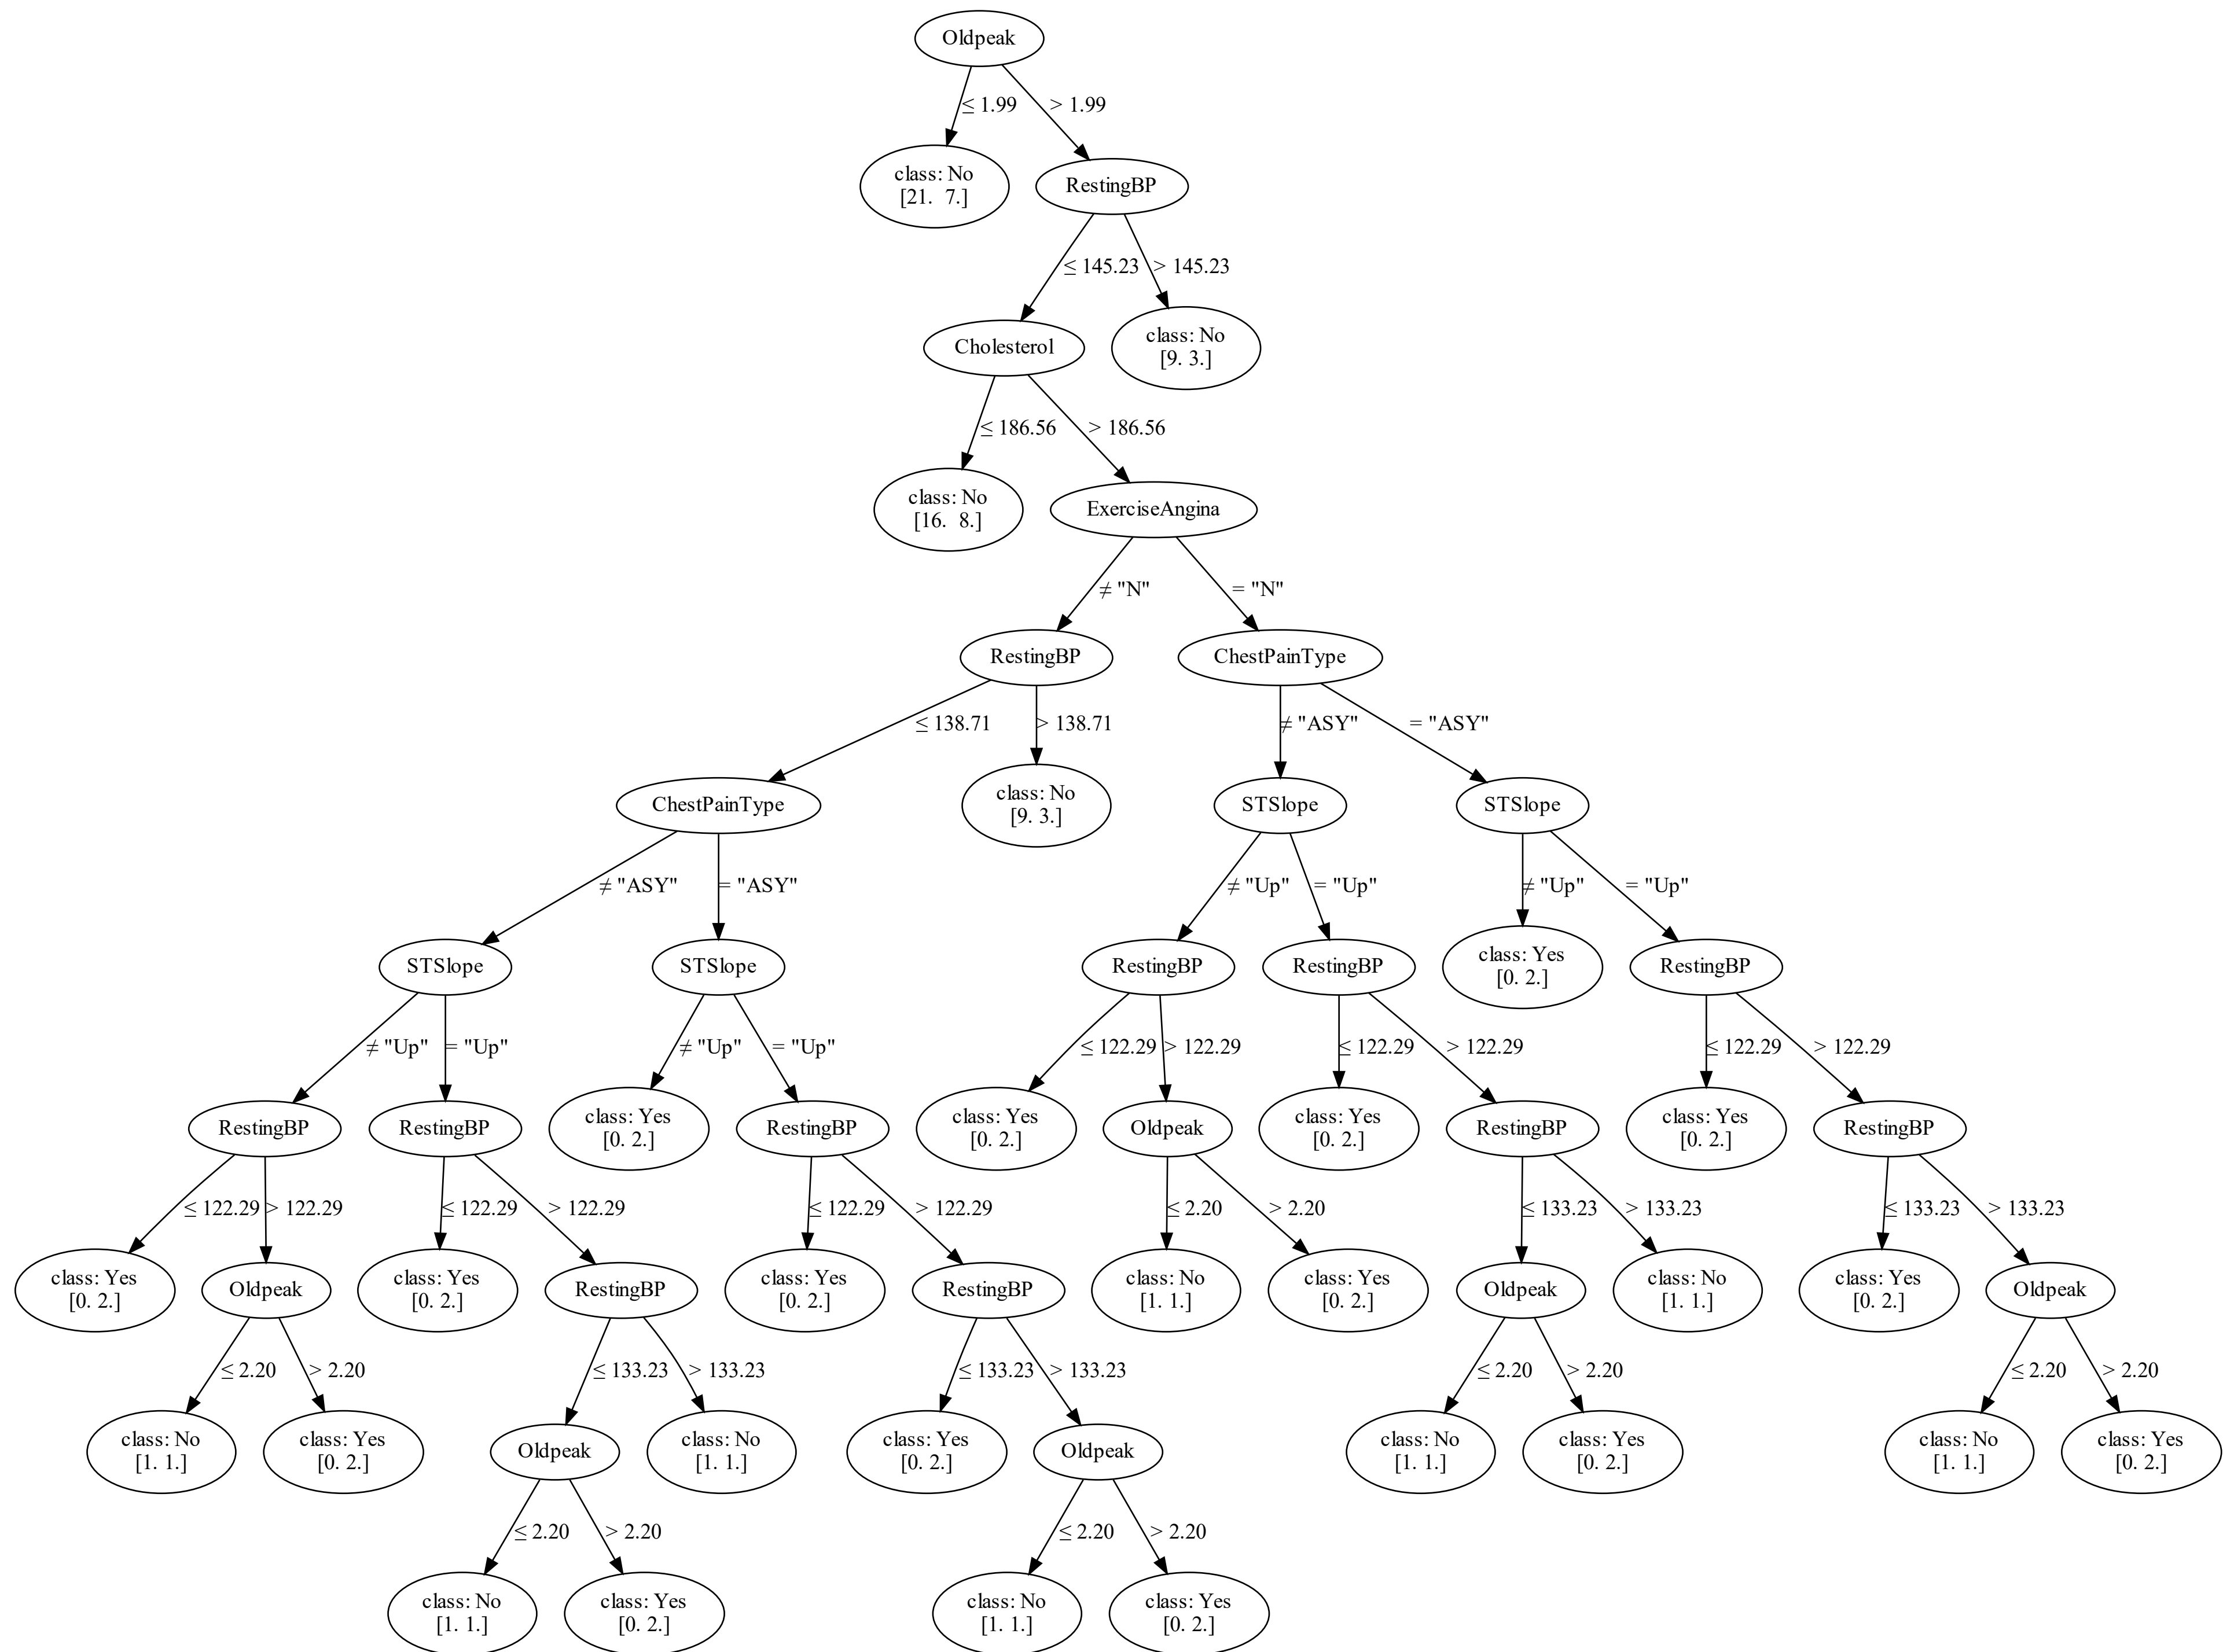 Oldpeak
≤ 1.99
> 1.99
class: No
[21.  7.]
RestingBP
≤ 145.23
> 145.23
Cholesterol
class: No
[9. 3.]
≤ 186.56
> 186.56
class: No
[16.  8.]
ExerciseAngina
≠ "N"
= "N"
RestingBP
ChestPainType
≤ 138.71
> 138.71
≠ "ASY"
= "ASY"
ChestPainType
class: No
[9. 3.]
STSlope
STSlope
≠ "ASY"
= "ASY"
≠ "Up"
= "Up"
≠ "Up"
= "Up"
STSlope
STSlope
RestingBP
RestingBP
class: Yes
[0. 2.]
RestingBP
≠ "Up"
= "Up"
≠ "Up"
= "Up"
≤ 122.29
> 122.29
≤ 122.29
> 122.29
≤ 122.29
> 122.29
RestingBP
RestingBP
class: Yes
[0. 2.]
RestingBP
class: Yes
[0. 2.]
Oldpeak
class: Yes
[0. 2.]
RestingBP
class: Yes
[0. 2.]
RestingBP
≤ 122.29
> 122.29
≤ 122.29
> 122.29
≤ 122.29
> 122.29
≤ 2.20
> 2.20
≤ 133.23
> 133.23
≤ 133.23
> 133.23
class: Yes
[0. 2.]
Oldpeak
class: Yes
[0. 2.]
RestingBP
class: Yes
[0. 2.]
RestingBP
class: No
[1. 1.]
class: Yes
[0. 2.]
Oldpeak
class: No
[1. 1.]
class: Yes
[0. 2.]
Oldpeak
≤ 2.20
> 2.20
≤ 133.23
> 133.23
≤ 133.23
> 133.23
≤ 2.20
> 2.20
≤ 2.20
> 2.20
class: No
[1. 1.]
class: Yes
[0. 2.]
Oldpeak
class: No
[1. 1.]
class: Yes
[0. 2.]
Oldpeak
class: No
[1. 1.]
class: Yes
[0. 2.]
class: No
[1. 1.]
class: Yes
[0. 2.]
≤ 2.20
> 2.20
≤ 2.20
> 2.20
class: No
[1. 1.]
class: Yes
[0. 2.]
class: No
[1. 1.]
class: Yes
[0. 2.]